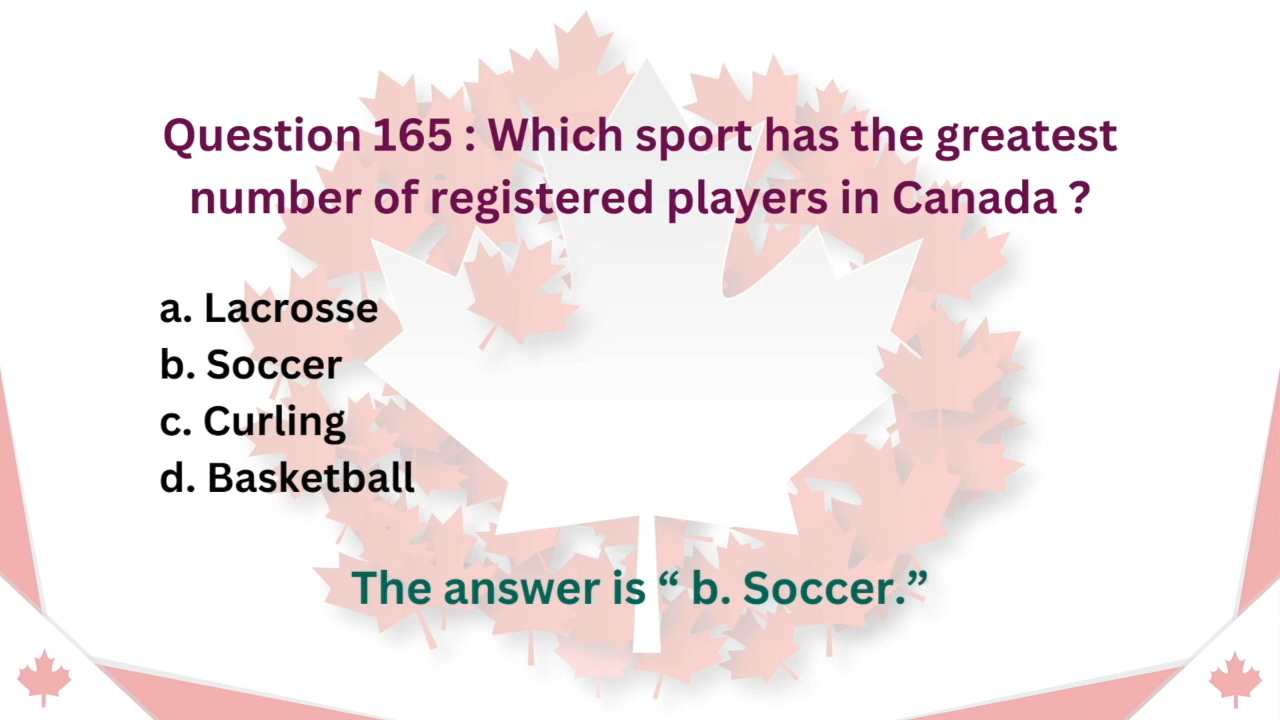 Question 165 : Which sport has the greatest
number of registered players in Canada ?
a. Lacrosse
b. Soccer
c. Curling
d. Basketball
The answer is “ b. Soccer.”